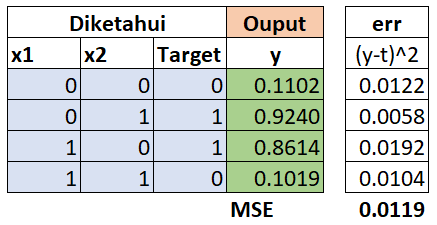 Diketahui Ouput err
x1 x2 Target y (y-t)^2
0 0 0 0.1102 0.0122
0 1 1 0.9240 0.0058
1 0 1 0.8614 0.0192
1 1 0 0.1019 0.0104
MSE 0.0119